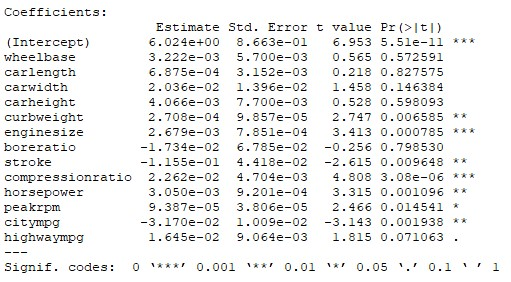 Coefficients:
Estimate Std. Error t value Pr(>|t|)
(Intercept) 6.024e+00 8.663e-01 6.953 5.51e-11 ***
wheelbase 3.222e-03 5.700e-03 0.565 0.572591
carlength 6.875e-04 3.152e-03 0.218 0.827575
carwidth 2.036e-02 1.396e-02 1.458 0.146384
carheight 4.066e-03 7.700e-03 0.528 0.598093
curbweight 2.708e-04 9.857e-05 2.747 0.006585 **
enginesize 2.679e-03 7.851e-04 3.413 0.000785 ***
boreratio -1.734e-02 6.785e-02 -0.256 0.798530
stroke -1.155e-01 4.418e-02 -2.615 0.009648 **
compressionratio 2.262e-02 4.704e-03 4.808 3.08e-06 ***
horsepower 3.050e-03 9.201e-04 3.315 0.001096 **
peakrpm 9.387e-05 3.806e-05 2.466 0.014541 *
citympg -3.170e-02 1.009e-02 -3.143 0.001938 **
highwaympg 1.645e-02 9.064e-03 1.815 0.071063 .
---
Signif. codes: 0 ‘***’ 0.001 ‘**’ 0.01 ‘*’ 0.05 ‘.’ 0.1 ‘ ’ 1